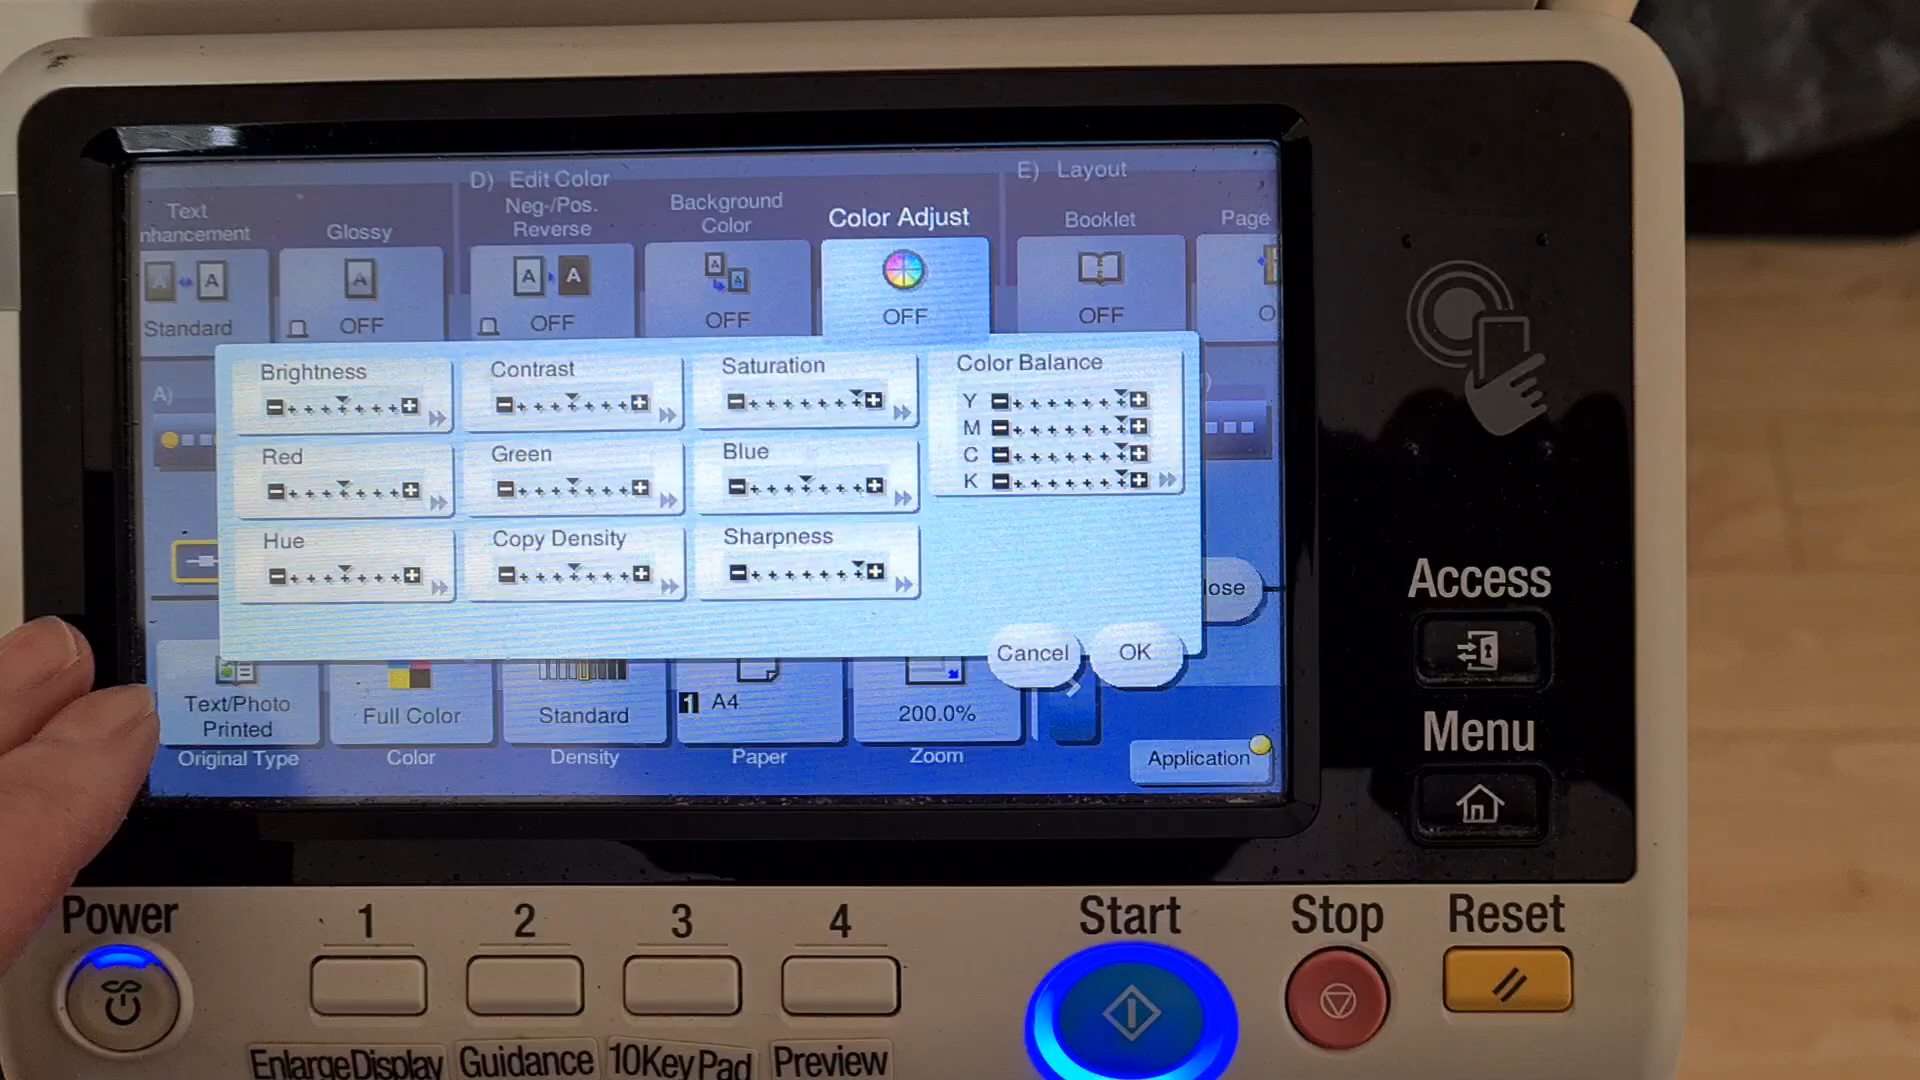 D) Edit Color
E) Layout
Text
nhancement
Glossy
Neg-/Pos.
Reverse
Background
Color
Color Adjust
Booklet
Page
Standard
OFF
OFF
OFF
OFF
OFF
O
A)
Brightness
Contrast
Saturation
Color Balance
Y
M
C
K
Red
Green
Blue
Hue
Copy Density
Sharpness
lose
Cancel
OK
Text/Photo
Printed
Full Color
Standard
1 A4
200.0%
Original Type
Color
Density
Paper
Zoom
Application
Access
Menu
Power
1
2
3
4
Start
Stop
Reset
EnlargeDisplay
Guidance
10KeyPad
Preview